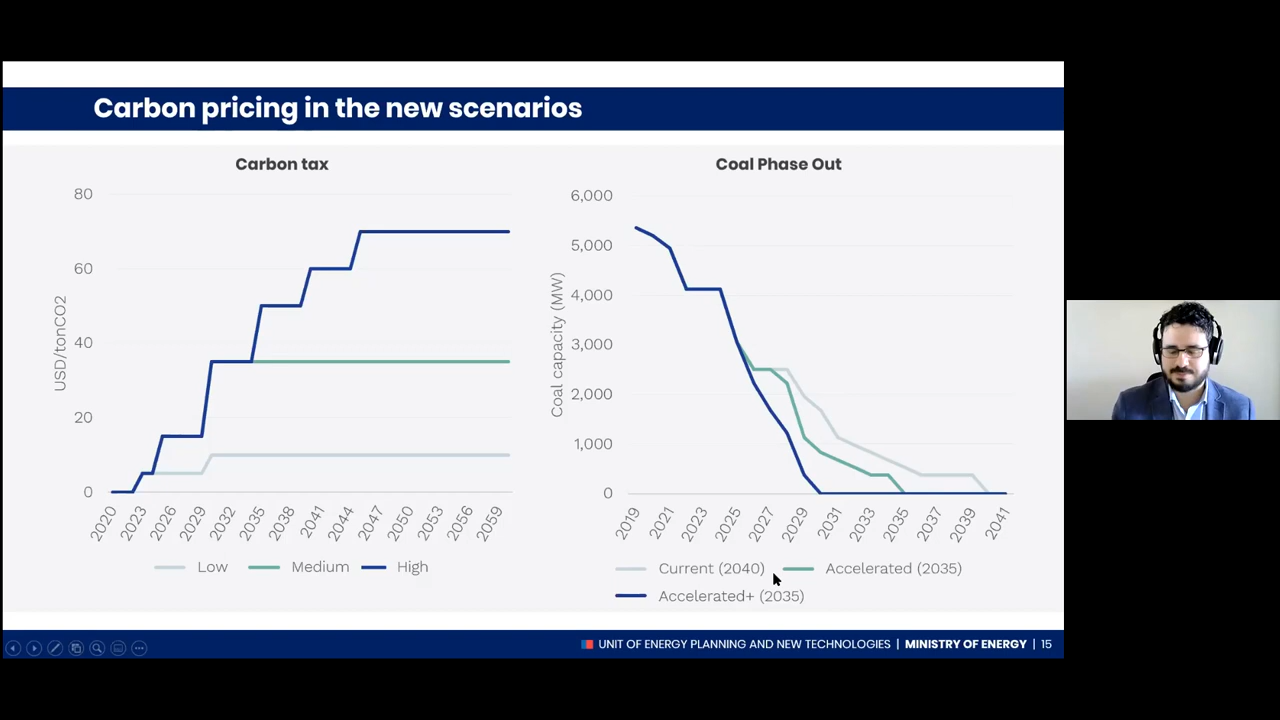 Carbon pricing in the new scenarios
Carbon tax
USD/tonCO2
80
60
40
20
0
2020 2023 2026 2029 2032 2035 2038 2041 2044 2047 2050 2053 2056 2059
Low Medium High
Coal Phase Out
Coal capacity (MW)
6,000
5,000
4,000
3,000
2,000
1,000
0
2019 2021 2023 2025 2027 2029 2031 2033 2035 2037 2039 2041
Current (2040) Accelerated (2035)
Accelerated+ (2035)
UNIT OF ENERGY PLANNING AND NEW TECHNOLOGIES | MINISTRY OF ENERGY | 15